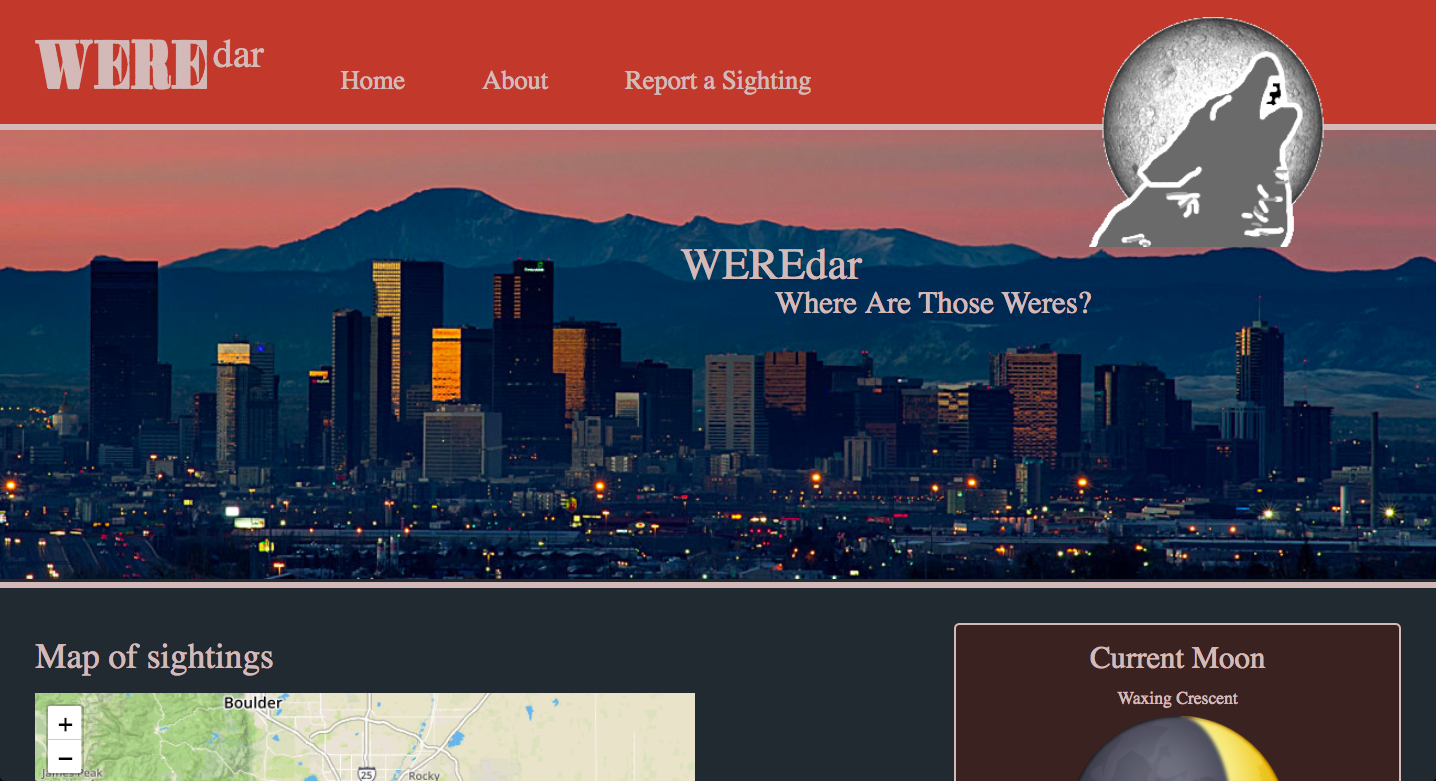 WEREdar
Home About Report a Sighting
WEREdar
Where Are Those Weres?
Map of sightings
Current Moon
Waxing Crescent
Boulder
+
−
James Peak
25
Rocky